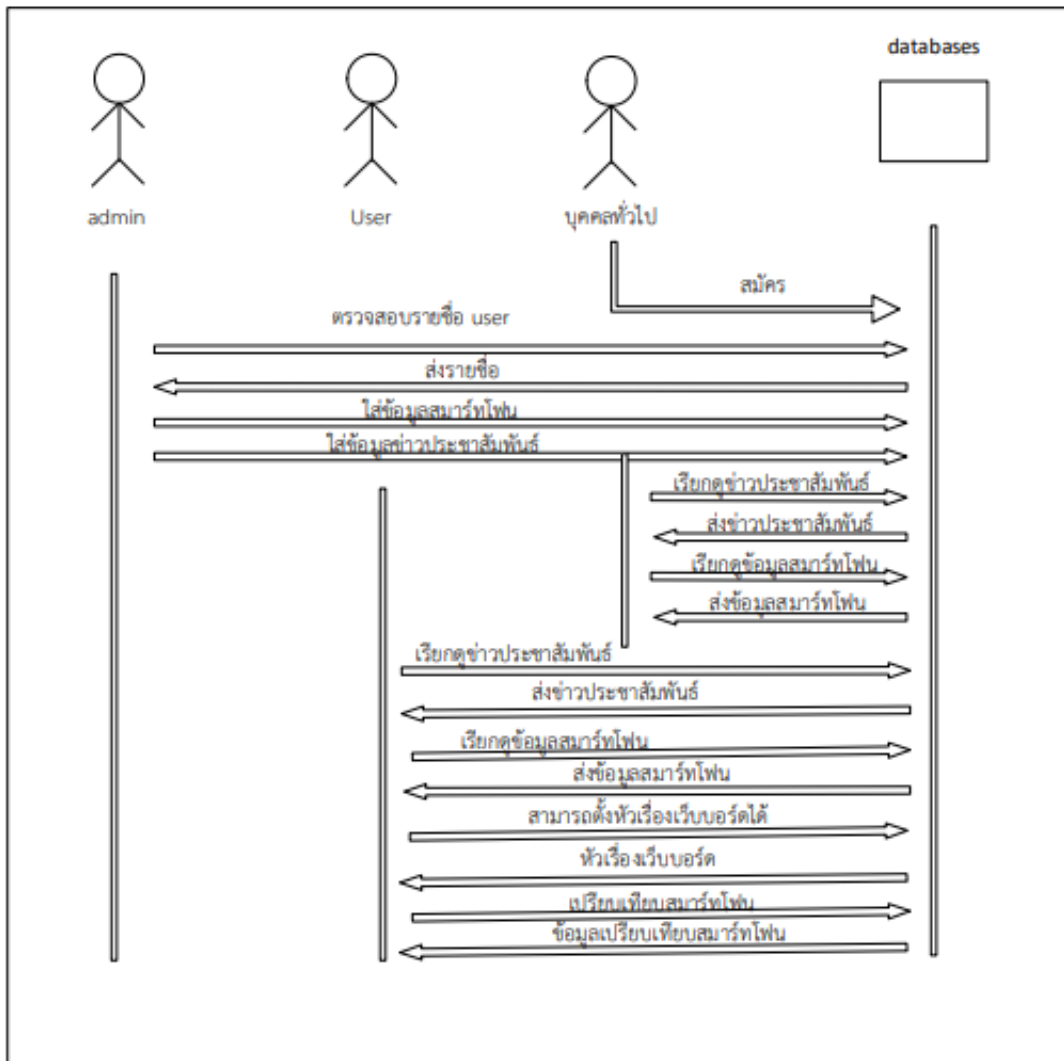 databases
admin
User
บุคคลทั่วไป
สมัคร
ตรวจสอบรายชื่อ user
ส่งรายชื่อ
ใส่ข้อมูลสมาร์ทโฟน
ใส่ข้อมูลข่าวประชาสัมพันธ์
เรียกดูข่าวประชาสัมพันธ์
ส่งข่าวประชาสัมพันธ์
เรียกดูข้อมูลสมาร์ทโฟน
ส่งข้อมูลสมาร์ทโฟน
เรียกดูข่าวประชาสัมพันธ์
ส่งข่าวประชาสัมพันธ์
เรียกดูข้อมูลสมาร์ทโฟน
ส่งข้อมูลสมาร์ทโฟน
สามารถตั้งหัวเรื่องเว็บบอร์ดได้
หัวเรื่องเว็บบอร์ด
เปรียบเทียบสมาร์ทโฟน
ข้อมูลเปรียบเทียบสมาร์ทโฟน